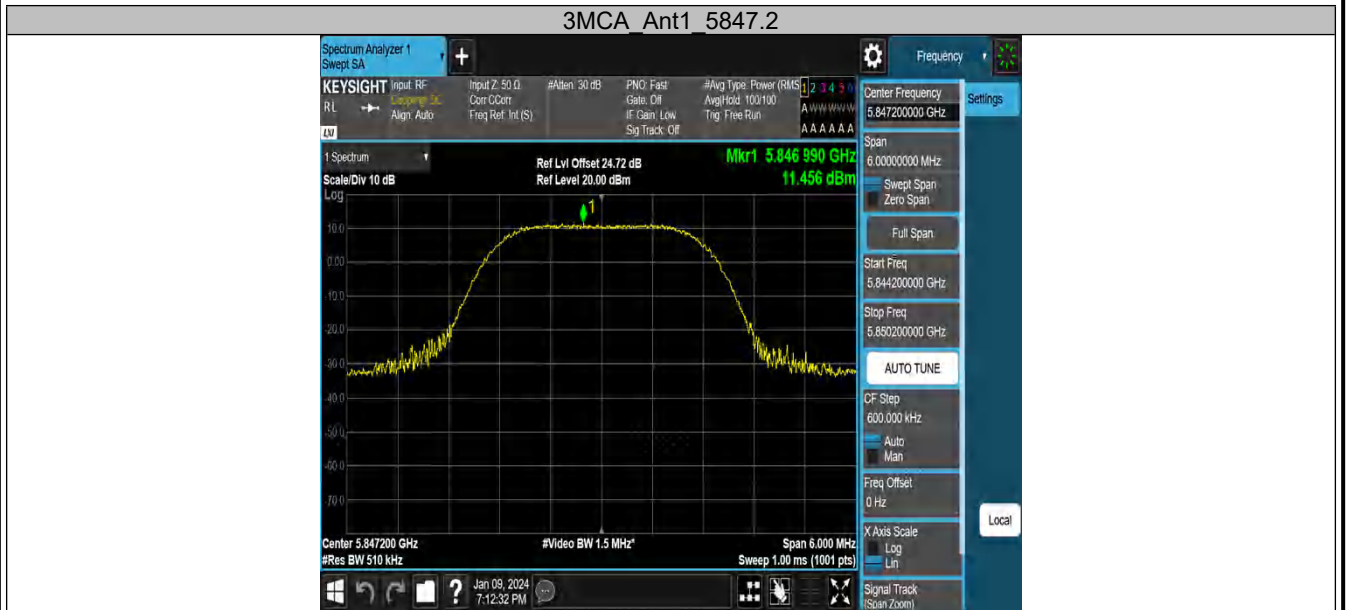 3MCA_Ant1_5847.2
Spectrum Analyzer 1
Swept SA
+
Frequency
KEYSIGHT
RL
LXI
Input: RF
Coupling: DC
Align: Auto
Input Z: 50 Ω
Corr CCorr
Freq Ref: Int (S)
#Atten: 30 dB
PNO: Fast
Gate: Off
IF Gain: Low
Sig Track: Off
#Avg Type: Power (RMS
Avg|Hold: 100/100
Trig: Free Run
1 2 3 4 5 6
A W W W W W
A A A A A A
1 Spectrum
Scale/Div 10 dB
Log
Ref Lvl Offset 24.72 dB
Ref Level 20.00 dBm
Mkr1 5.846 990 GHz
11.456 dBm
1
10.0
0.00
-10.0
-20.0
-30.0
-40.0
-50.0
-60.0
-70.0
Center 5.847200 GHz
#Res BW 510 kHz
#Video BW 1.5 MHz*
Span 6.000 MHz
Sweep 1.00 ms (1001 pts)
?
Jan 09, 2024
7:12:32 PM
Center Frequency
5.847200000 GHz
Settings
Span
6.00000000 MHz
Swept Span
Zero Span
Full Span
Start Freq
5.844200000 GHz
Stop Freq
5.850200000 GHz
AUTO TUNE
CF Step
600.000 kHz
Auto
Man
Freq Offset
0 Hz
X Axis Scale
Log
Lin
Local
Signal Track
(Span Zoom)